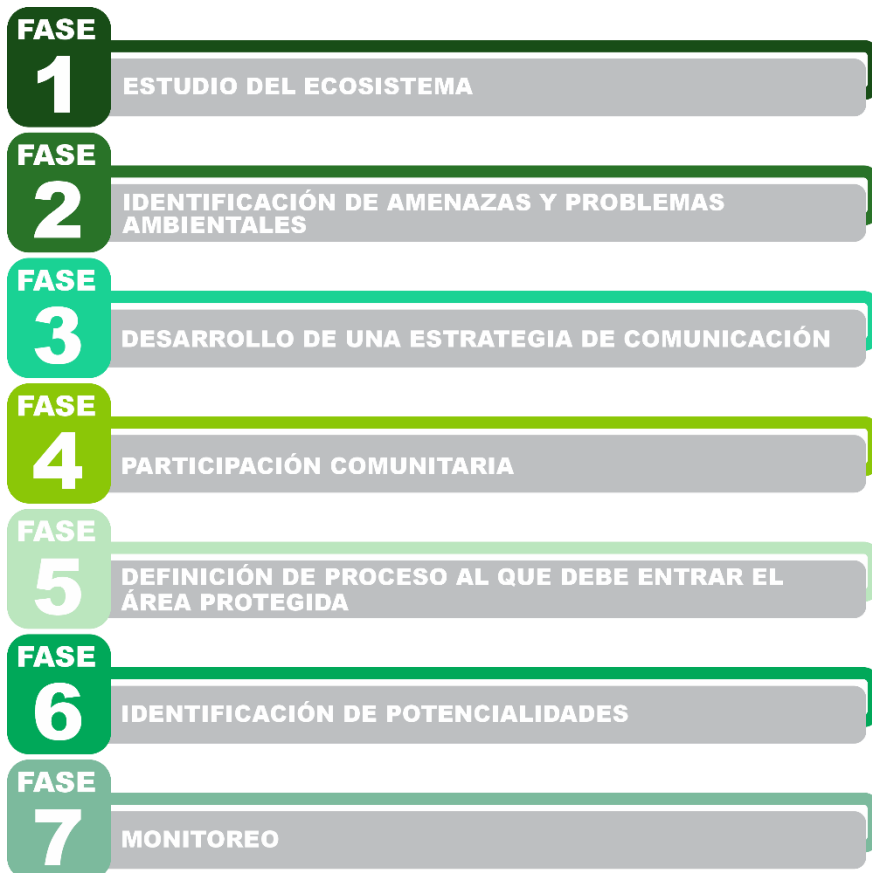 FASE
1
ESTUDIO DEL ECOSISTEMA
FASE
2
IDENTIFICACIÓN DE AMENAZAS Y PROBLEMAS
AMBIENTALES
FASE
3
DESARROLLO DE UNA ESTRATEGIA DE COMUNICACIÓN
FASE
4
PARTICIPACIÓN COMUNITARIA
FASE
5
DEFINICIÓN DE PROCESO AL QUE DEBE ENTRAR EL
ÁREA PROTEGIDA
FASE
6
IDENTIFICACIÓN DE POTENCIALIDADES
FASE
7
MONITOREO